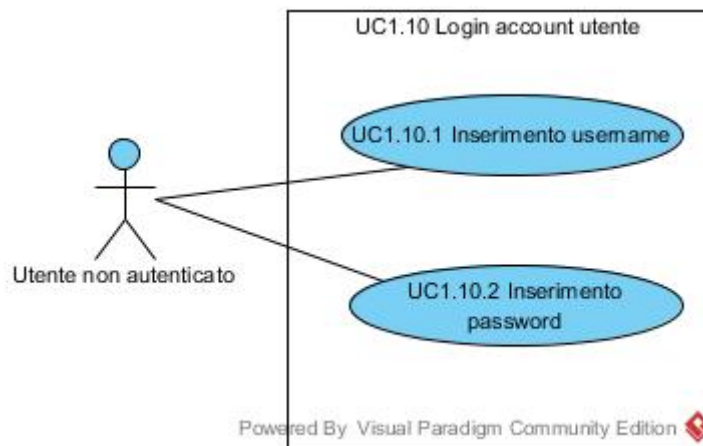 UC1.10 Login account utente
UC1.10.1 Inserimento username
Utente non autenticato
UC1.10.2 Inserimento
password
Powered By Visual Paradigm Community Edition